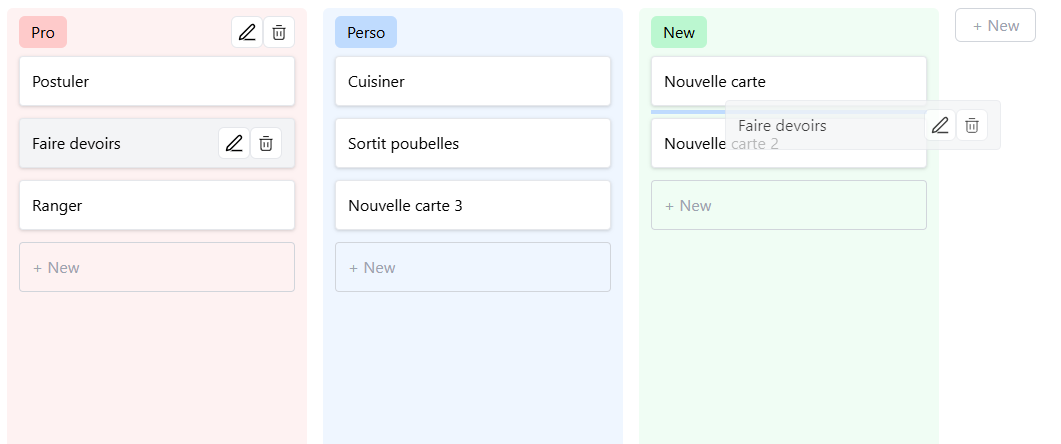 Pro
Postuler
Faire devoirs
Ranger
+ New
Perso
Cuisiner
Sortit poubelles
Nouvelle carte 3
+ New
New
Nouvelle carte
Faire devoirs
Nouvelle carte 2
+ New
+ New